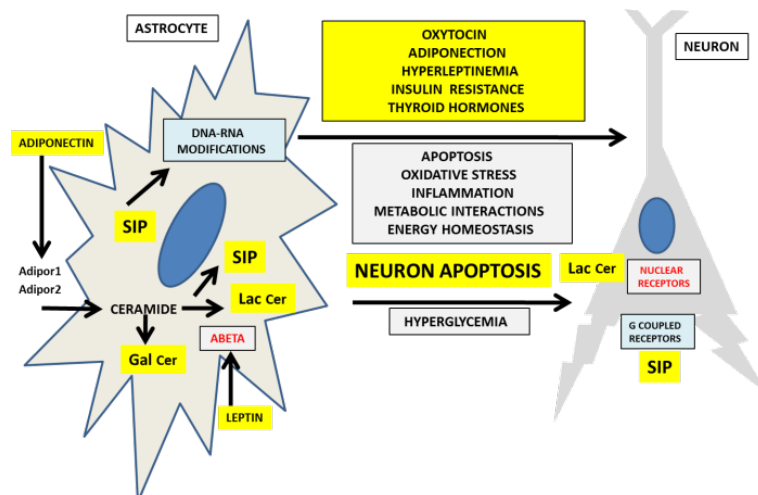 ASTROCYTE
OXYTOCIN
ADIPONECTION
HYPERLEPTINEMIA
INSULIN RESISTANCE
THYROID HORMONES
NEURON
ADIPONECTIN
DNA-RNA
MODIFICATIONS
APOPTOSIS
OXIDATIVE STRESS
INFLAMMATION
METABOLIC INTERACTIONS
ENERGY HOMEOSTASIS
SIP
SIP
Adipor1
Adipor2
CERAMIDE
Lac Cer
NEURON APOPTOSIS
Lac Cer
NUCLEAR
RECEPTORS
HYPERGLYCEMIA
ABETA
Gal Cer
G COUPLED
RECEPTORS
SIP
LEPTIN